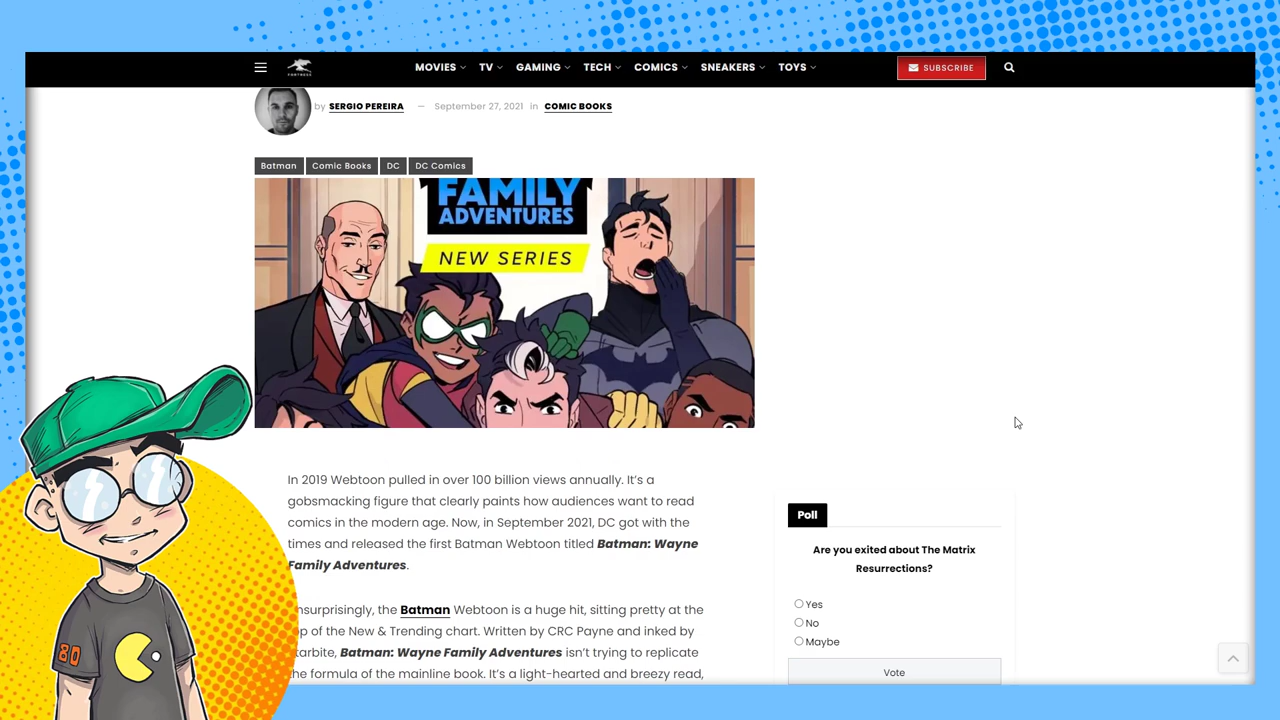 MOVIES TV GAMING TECH COMICS SNEAKERS TOYS SUBSCRIBE
FORTRESS
by SERGIO PEREIRA — September 27, 2021 in COMIC BOOKS
Batman Comic Books DC DC Comics
FAMILY
ADVENTURES
NEW SERIES
In 2019 Webtoon pulled in over 100 billion views annually. It's a
gobsmacking figure that clearly paints how audiences want to read
comics in the modern age. Now, in September 2021, DC got with the
times and released the first Batman Webtoon titled Batman: Wayne
Family Adventures.
nsurprisingly, the Batman Webtoon is a huge hit, sitting pretty at the
op of the New & Trending chart. Written by CRC Payne and inked by
tarbite, Batman: Wayne Family Adventures isn't trying to replicate
the formula of the mainline book. It's a light-hearted and breezy read,
Poll
Are you exited about The Matrix
Resurrections?
Yes
No
Maybe
Vote
80